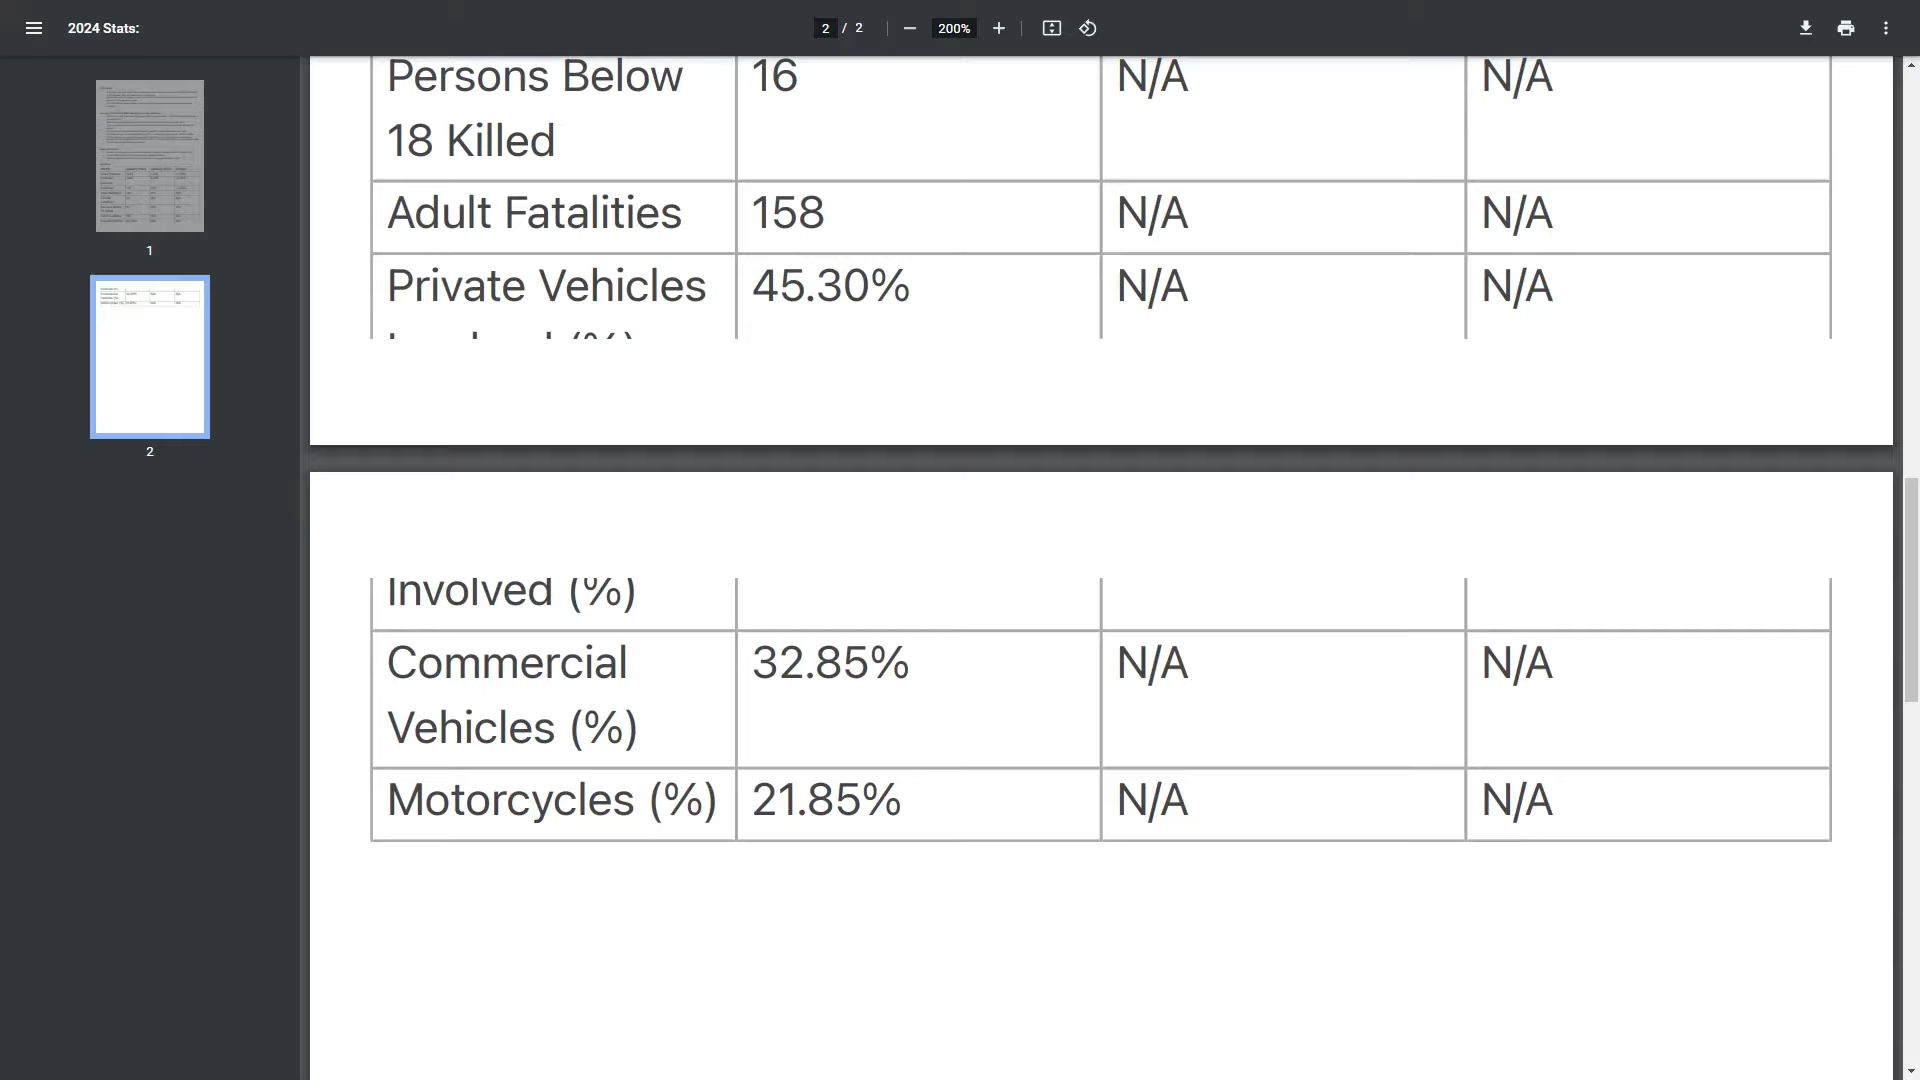 2024 Stats:
2 / 2
200%
1
2
Persons Below 16 N/A N/A
18 Killed
Adult Fatalities 158 N/A N/A
Private Vehicles 45.30% N/A N/A
Involved (%)
Commercial 32.85% N/A N/A
Vehicles (%)
Motorcycles (%) 21.85% N/A N/A